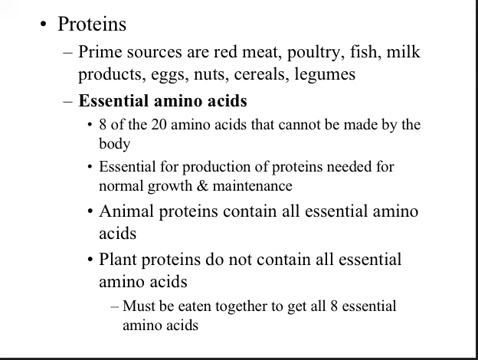 • Proteins
– Prime sources are red meat, poultry, fish, milk
products, eggs, nuts, cereals, legumes
– Essential amino acids
• 8 of the 20 amino acids that cannot be made by the
body
• Essential for production of proteins needed for
normal growth & maintenance
• Animal proteins contain all essential amino
acids
• Plant proteins do not contain all essential
amino acids
– Must be eaten together to get all 8 essential
amino acids